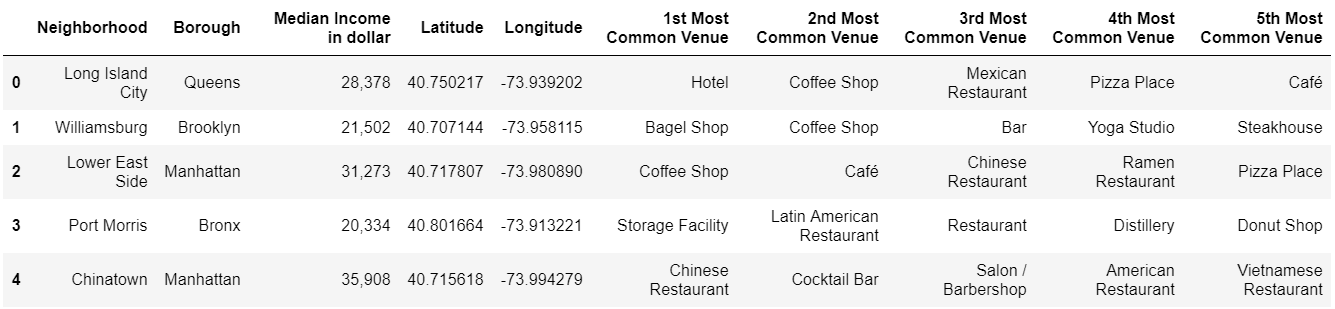 Neighborhood Borough Median Income in dollar Latitude Longitude 1st Most Common Venue 2nd Most Common Venue 3rd Most Common Venue 4th Most Common Venue 5th Most Common Venue
0 Long Island City Queens 28,378 40.750217 -73.939202 Hotel Coffee Shop Mexican Restaurant Pizza Place Café
1 Williamsburg Brooklyn 21,502 40.707144 -73.958115 Bagel Shop Coffee Shop Bar Yoga Studio Steakhouse
2 Lower East Side Manhattan 31,273 40.717807 -73.980890 Coffee Shop Café Chinese Restaurant Ramen Restaurant Pizza Place
3 Port Morris Bronx 20,334 40.801664 -73.913221 Storage Facility Latin American Restaurant Restaurant Distillery Donut Shop
4 Chinatown Manhattan 35,908 40.715618 -73.994279 Chinese Restaurant Cocktail Bar Salon / Barbershop American Restaurant Vietnamese Restaurant